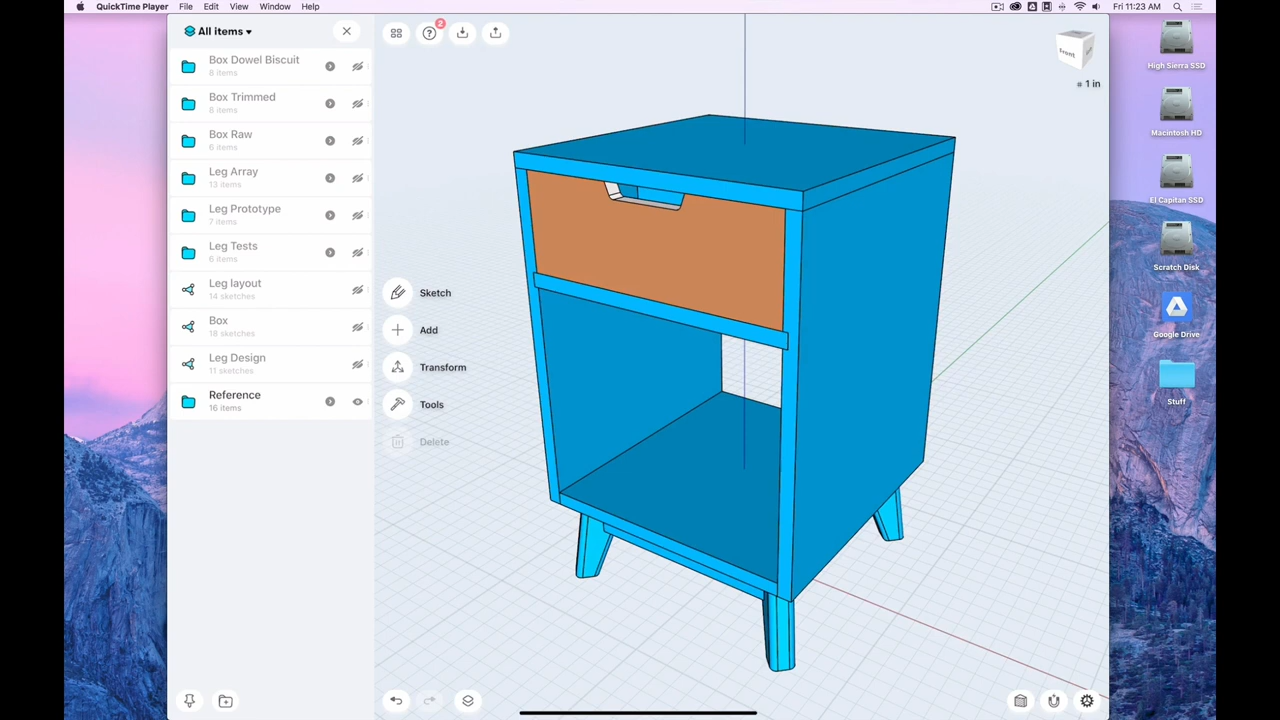 QuickTime Player File Edit View Window Help
Fri 11:23 AM
All items
Box Dowel Biscuit
8 items
Box Trimmed
8 items
Box Raw
6 items
Leg Array
13 items
Leg Prototype
7 items
Leg Tests
6 items
Leg layout
14 sketches
Box
18 sketches
Leg Design
11 sketches
Reference
16 items
2
Sketch
Add
Transform
Tools
Delete
Front
1 in
High Sierra SSD
Macintosh HD
El Capitan SSD
Scratch Disk
Google Drive
Stuff